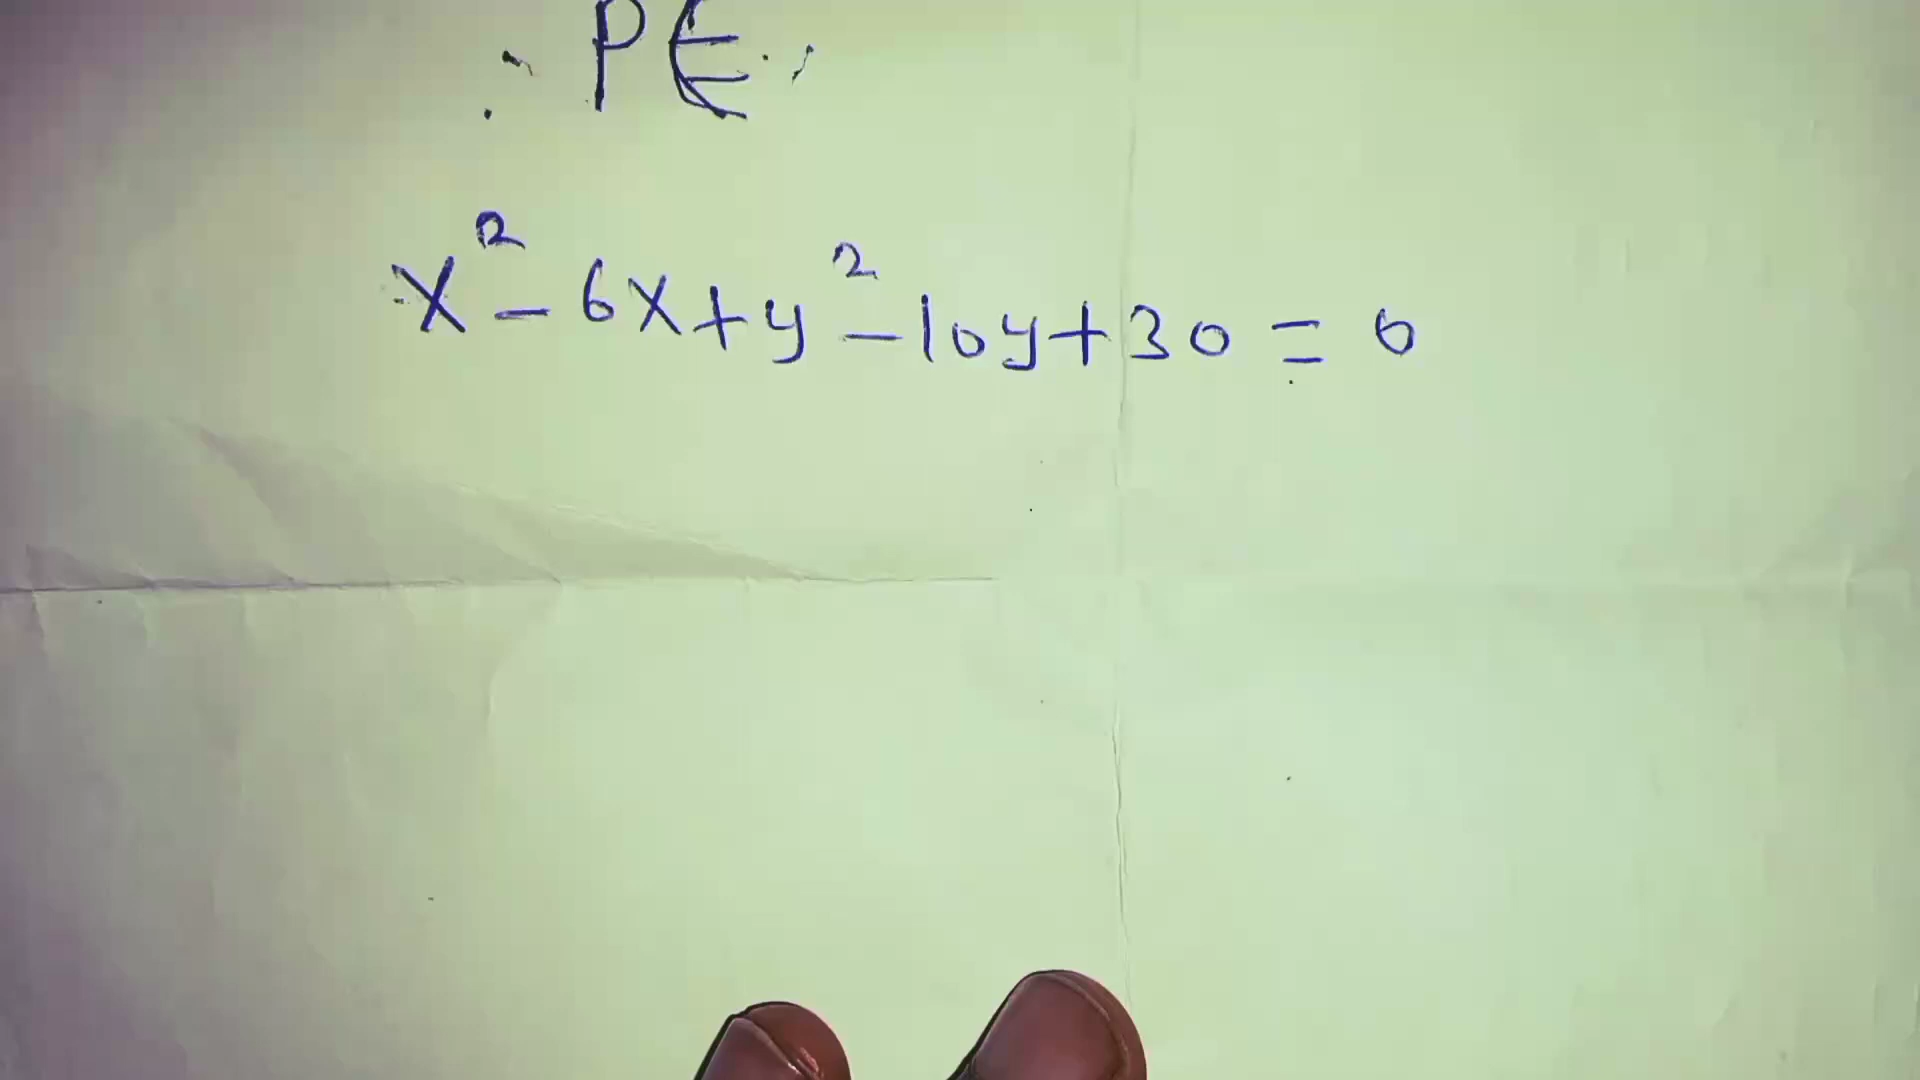 PE
x² - 6x + y² - 10y + 30 = 0